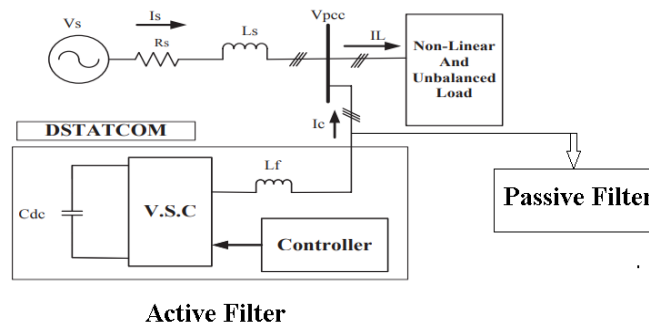 Vs
Is
Rs
Ls
Vpcc
IL
Non-Linear
And
Unbalanced
Load
Ic
DSTATCOM
Cdc
V.S.C
Lf
Controller
Passive Filter
Active Filter